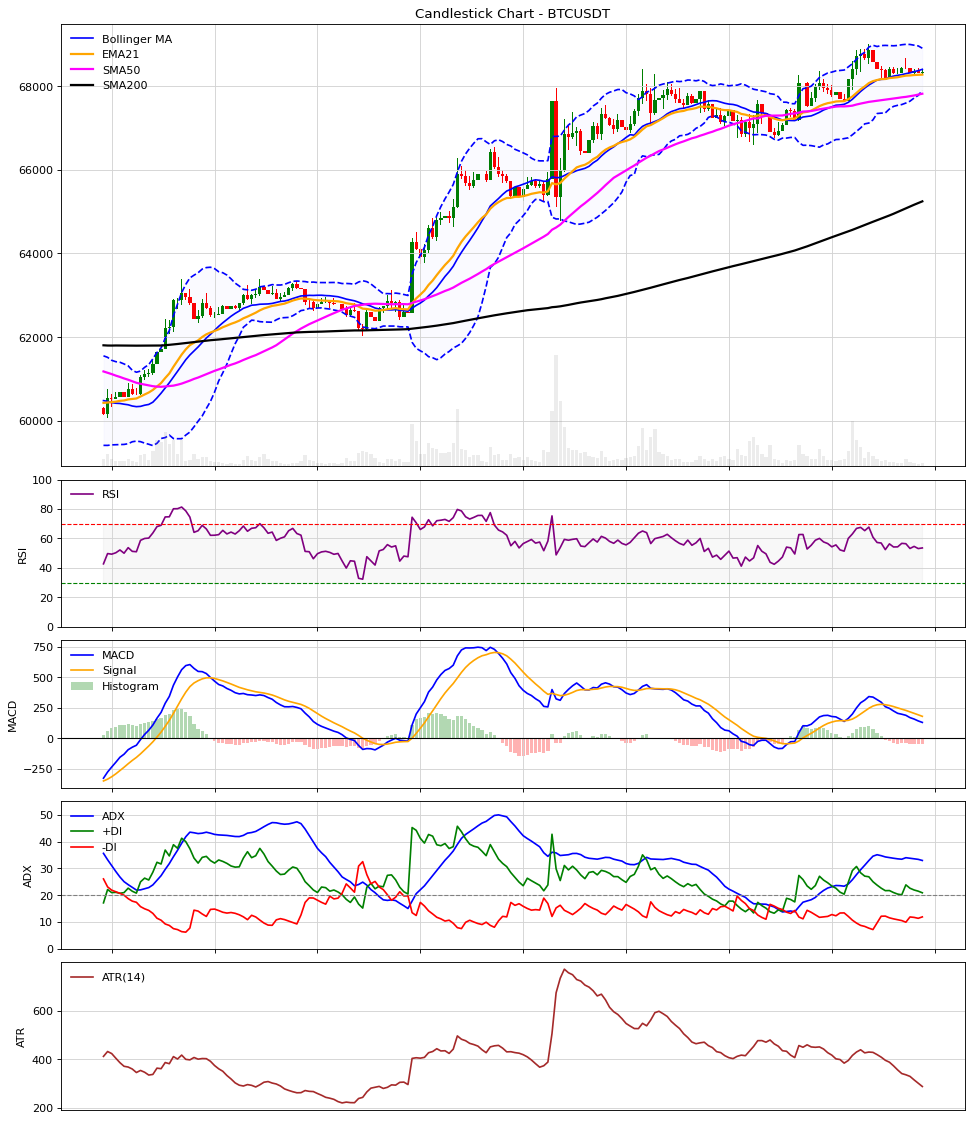 Candlestick Chart - BTCUSDT
Bollinger MA
EMA21
SMA50
SMA200
68000
66000
64000
62000
60000
RSI
RSI
100
80
60
40
20
0
MACD
MACD
Signal
Histogram
750
500
250
0
−250
ADX
ADX
+DI
-DI
50
40
30
20
10
0
ATR
ATR(14)
600
400
200